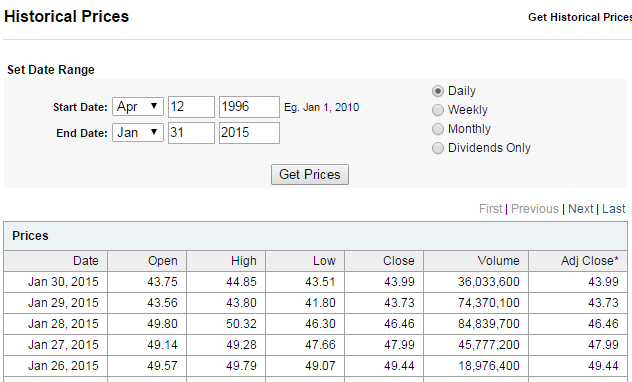 Historical Prices
Get Historical Prices
Set Date Range
Start Date: Apr 12 1996 Eg. Jan 1, 2010
End Date: Jan 31 2015
Daily
Weekly
Monthly
Dividends Only
Get Prices
First | Previous | Next | Last
Prices
Date Open High Low Close Volume Adj Close*
Jan 30, 2015 43.75 44.85 43.51 43.99 36,033,600 43.99
Jan 29, 2015 43.56 43.80 41.80 43.73 74,370,100 43.73
Jan 28, 2015 49.80 50.32 46.30 46.46 84,839,700 46.46
Jan 27, 2015 49.14 49.28 47.66 47.99 45,777,200 47.99
Jan 26, 2015 49.57 49.79 49.07 49.44 18,976,400 49.44